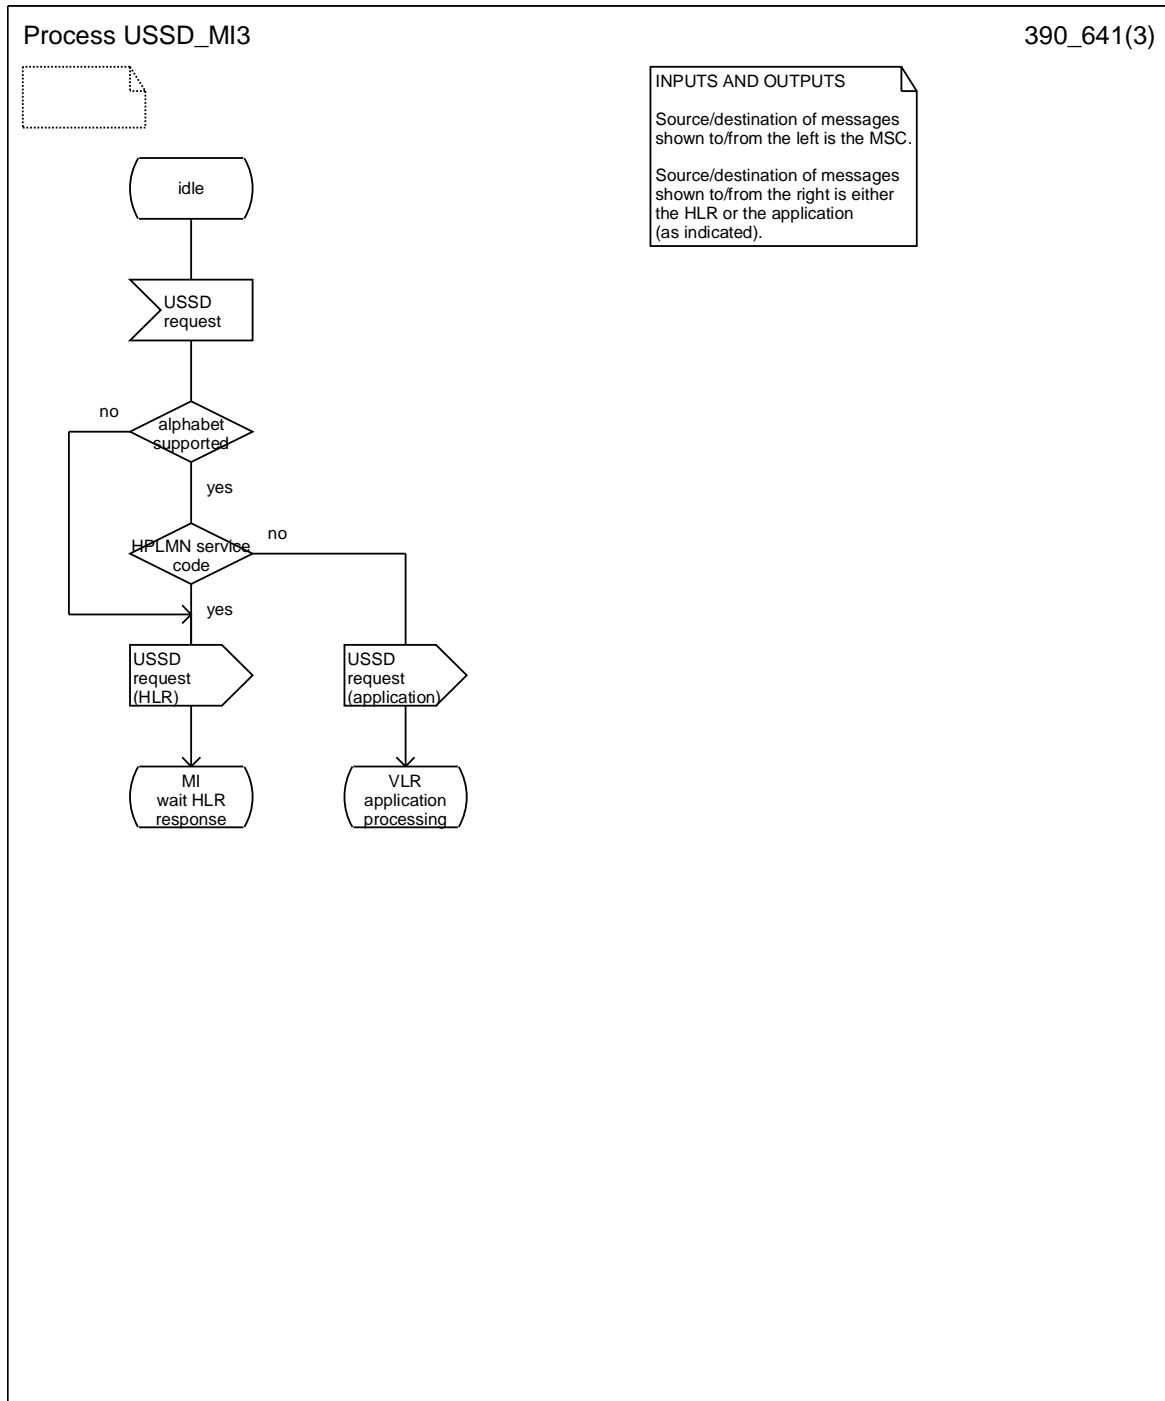 Process USSD_MI3
390_641(3)
INPUTS AND OUTPUTS
Source/destination of messages
shown to/from the left is the MSC.
Source/destination of messages
shown to/from the right is either
the HLR or the application
(as indicated).
idle
USSD
request
no
alphabet
supported
yes
no
HPLMN service
code
yes
USSD
request
(HLR)
USSD
request
(application)
MI
wait HLR
response
VLR
application
processing